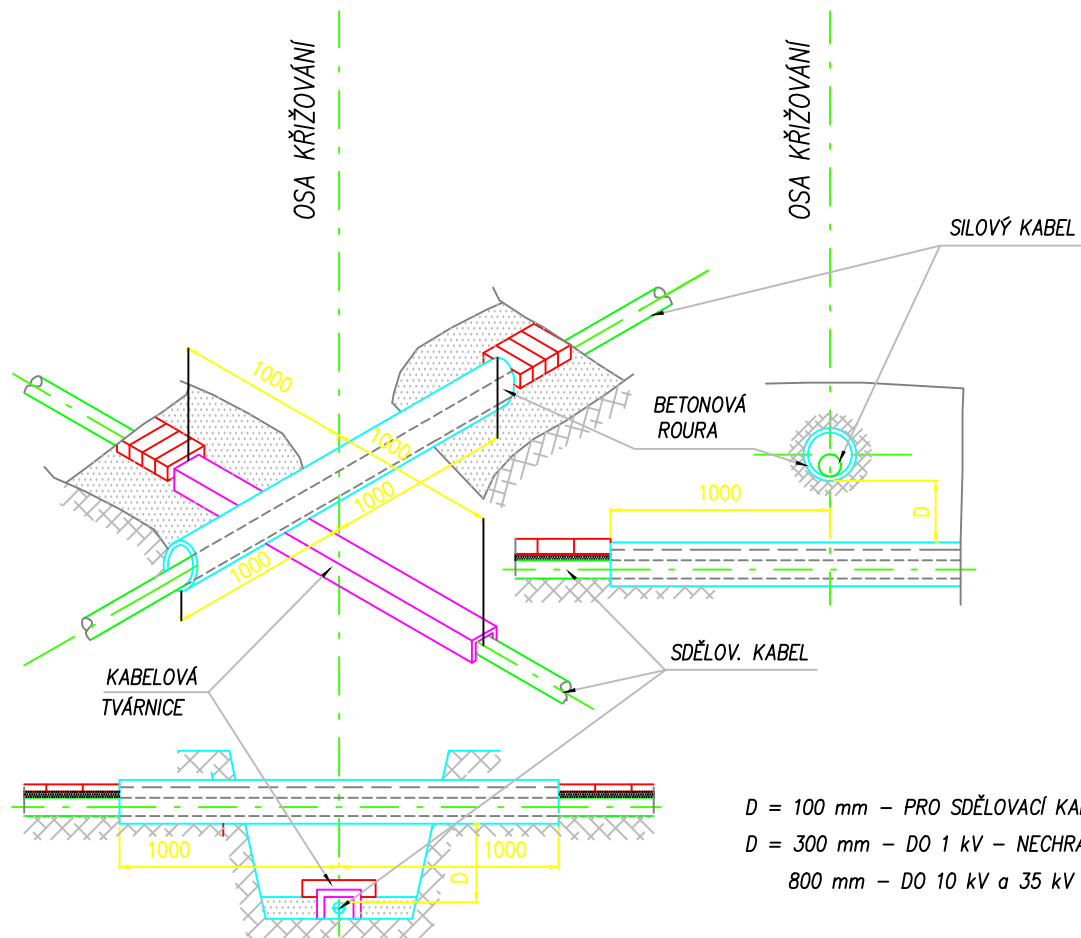 OSA KŘIŽOVÁNÍ
OSA KŘIŽOVÁNÍ
SILOVÝ KABEL
1000
1000
BETONOVÁ
ROURA
1000
1000
1000
D
KABELOVÁ
TVÁRNICE
SDĚLOV. KABEL
1000
1000
D
D = 100 mm – PRO SDĚLOVACÍ
D = 300 mm – DO 1 kV –
800 mm – DO 10 kV a 35 kV